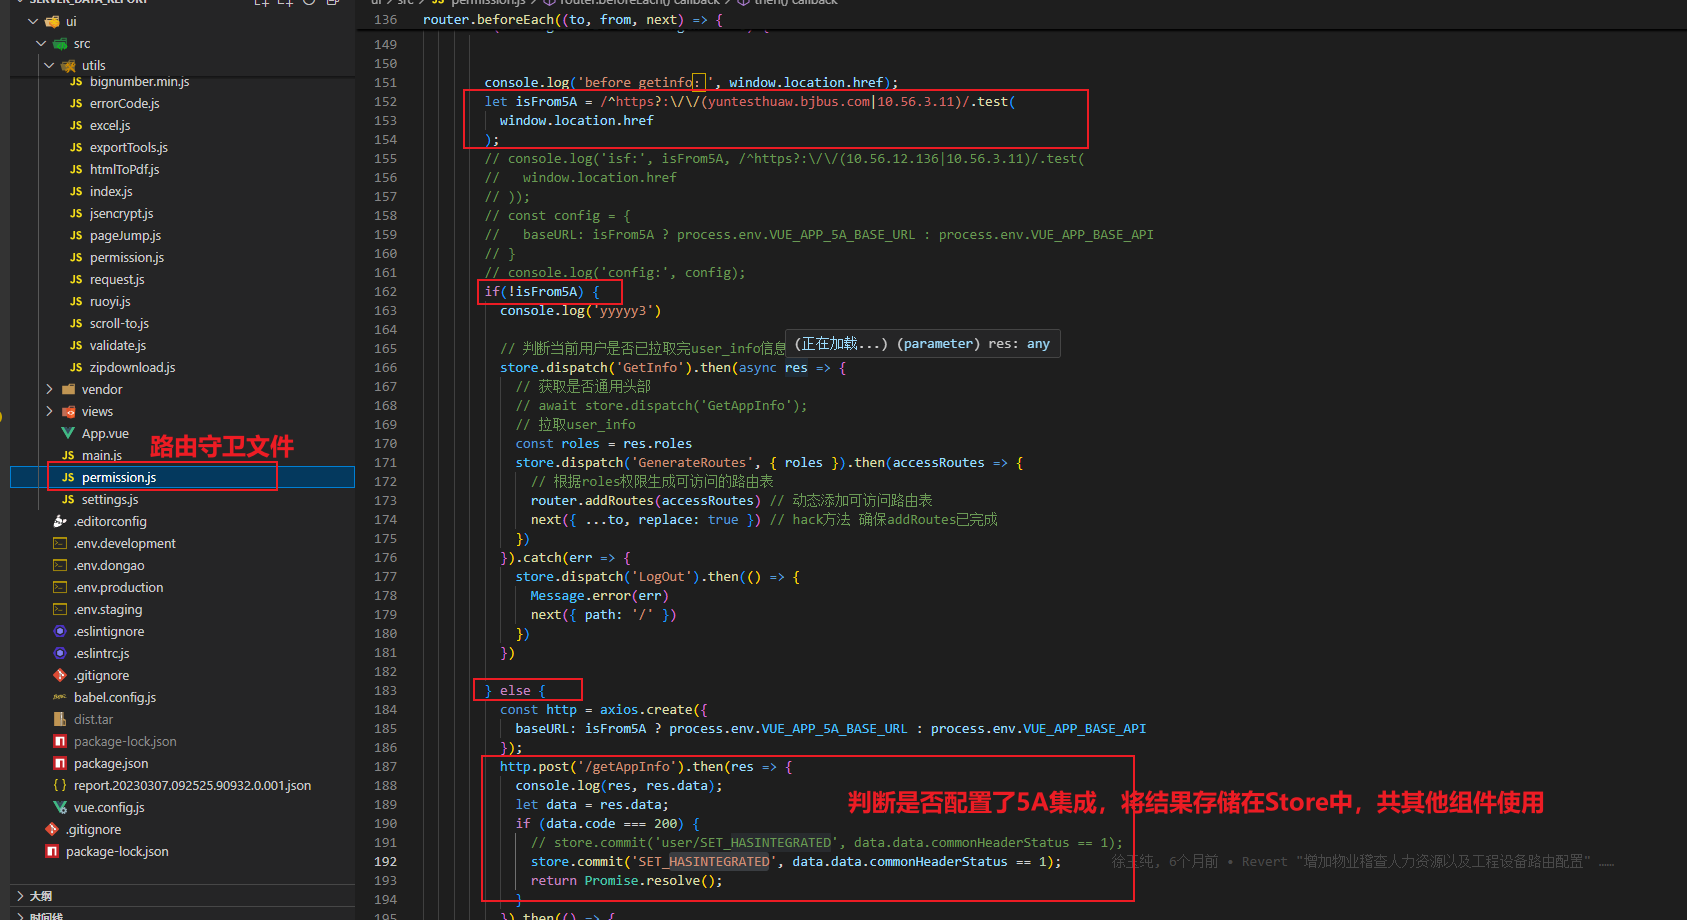 SERVER_DATA_REPORT
ui
src
utils
bignumber.min.js
errorCode.js
excel.js
exportTools.js
htmlToPdf.js
index.js
jsencrypt.js
pageJump.js
permission.js
request.js
ruoyi.js
scroll-to.js
validate.js
zipdownload.js
vendor
views
App.vue
main.js
路由守卫文件
permission.js
settings.js
.editorconfig
.env.development
.env.dongao
.env.production
.env.staging
.eslintignore
.eslintrc.js
.gitignore
babel.config.js
dist.tar
package-lock.json
package.json
report.20230307.092525.90932.0.001.json
vue.config.js
.gitignore
package-lock.json
大纲
时间线
ui > src > JS permission.js > router.beforeEach() callback > then() callback
136 router.beforeEach((to, from, next) => {
149
150
151 console.log('before getinfo：', window.location.href);
152 let isFrom5A = /^https?:\/\/(yuntesthuaw.bjbus.com|10.56.3.11)/.test(
153 window.location.href
154 );
155 // console.log('isf:', isFrom5A, /^https?:\/\/(10.56.12.136|10.56.3.11)/.test(
156 //   window.location.href
157 // ));
158 // const config = {
159 //   baseURL: isFrom5A ? process.env.VUE_APP_5A_BASE_URL : process.env.VUE_APP_BASE_API
160 // }
161 // console.log('config:', config);
162 if(!isFrom5A) {
163 console.log('yyyyy3')
164
(正在加载...) (parameter) res: any
165 // 判断当前用户是否已拉取完user_info信息
166 store.dispatch('GetInfo').then(async res => {
167 // 获取是否通用头部
168 // await store.dispatch('GetAppInfo');
169 // 拉取user_info
170 const roles = res.roles
171 store.dispatch('GenerateRoutes', { roles }).then(accessRoutes => {
172 // 根据roles权限生成可访问的路由表
173 router.addRoutes(accessRoutes) // 动态添加可访问路由表
174 next({ ...to, replace: true }) // hack方法 确保addRoutes已完成
175 })
176 }).catch(err => {
177 store.dispatch('LogOut').then(() => {
178 Message.error(err)
179 next({ path: '/' })
180 })
181 })
182
183 } else {
184 const http = axios.create({
185 baseURL: isFrom5A ? process.env.VUE_APP_5A_BASE_URL : process.env.VUE_APP_BASE_API
186 });
187 http.post('/getAppInfo').then(res => {
188 console.log(res, res.data);
189 let data = res.data;
判断是否配置了5A集成，将结果存储在Store中，共其他组件使用
190 if (data.code === 200) {
191 // store.commit('user/SET_HASINTEGRATED', data.data.commonHeaderStatus == 1);
192 store.commit('SET_HASINTEGRATED', data.data.commonHeaderStatus == 1); 徐玉纯, 6个月前 • Revert "增加物业稽查人力资源以及工程设备路由配置" ……
193 return Promise.resolve();
194 }
195 }).then(() => {